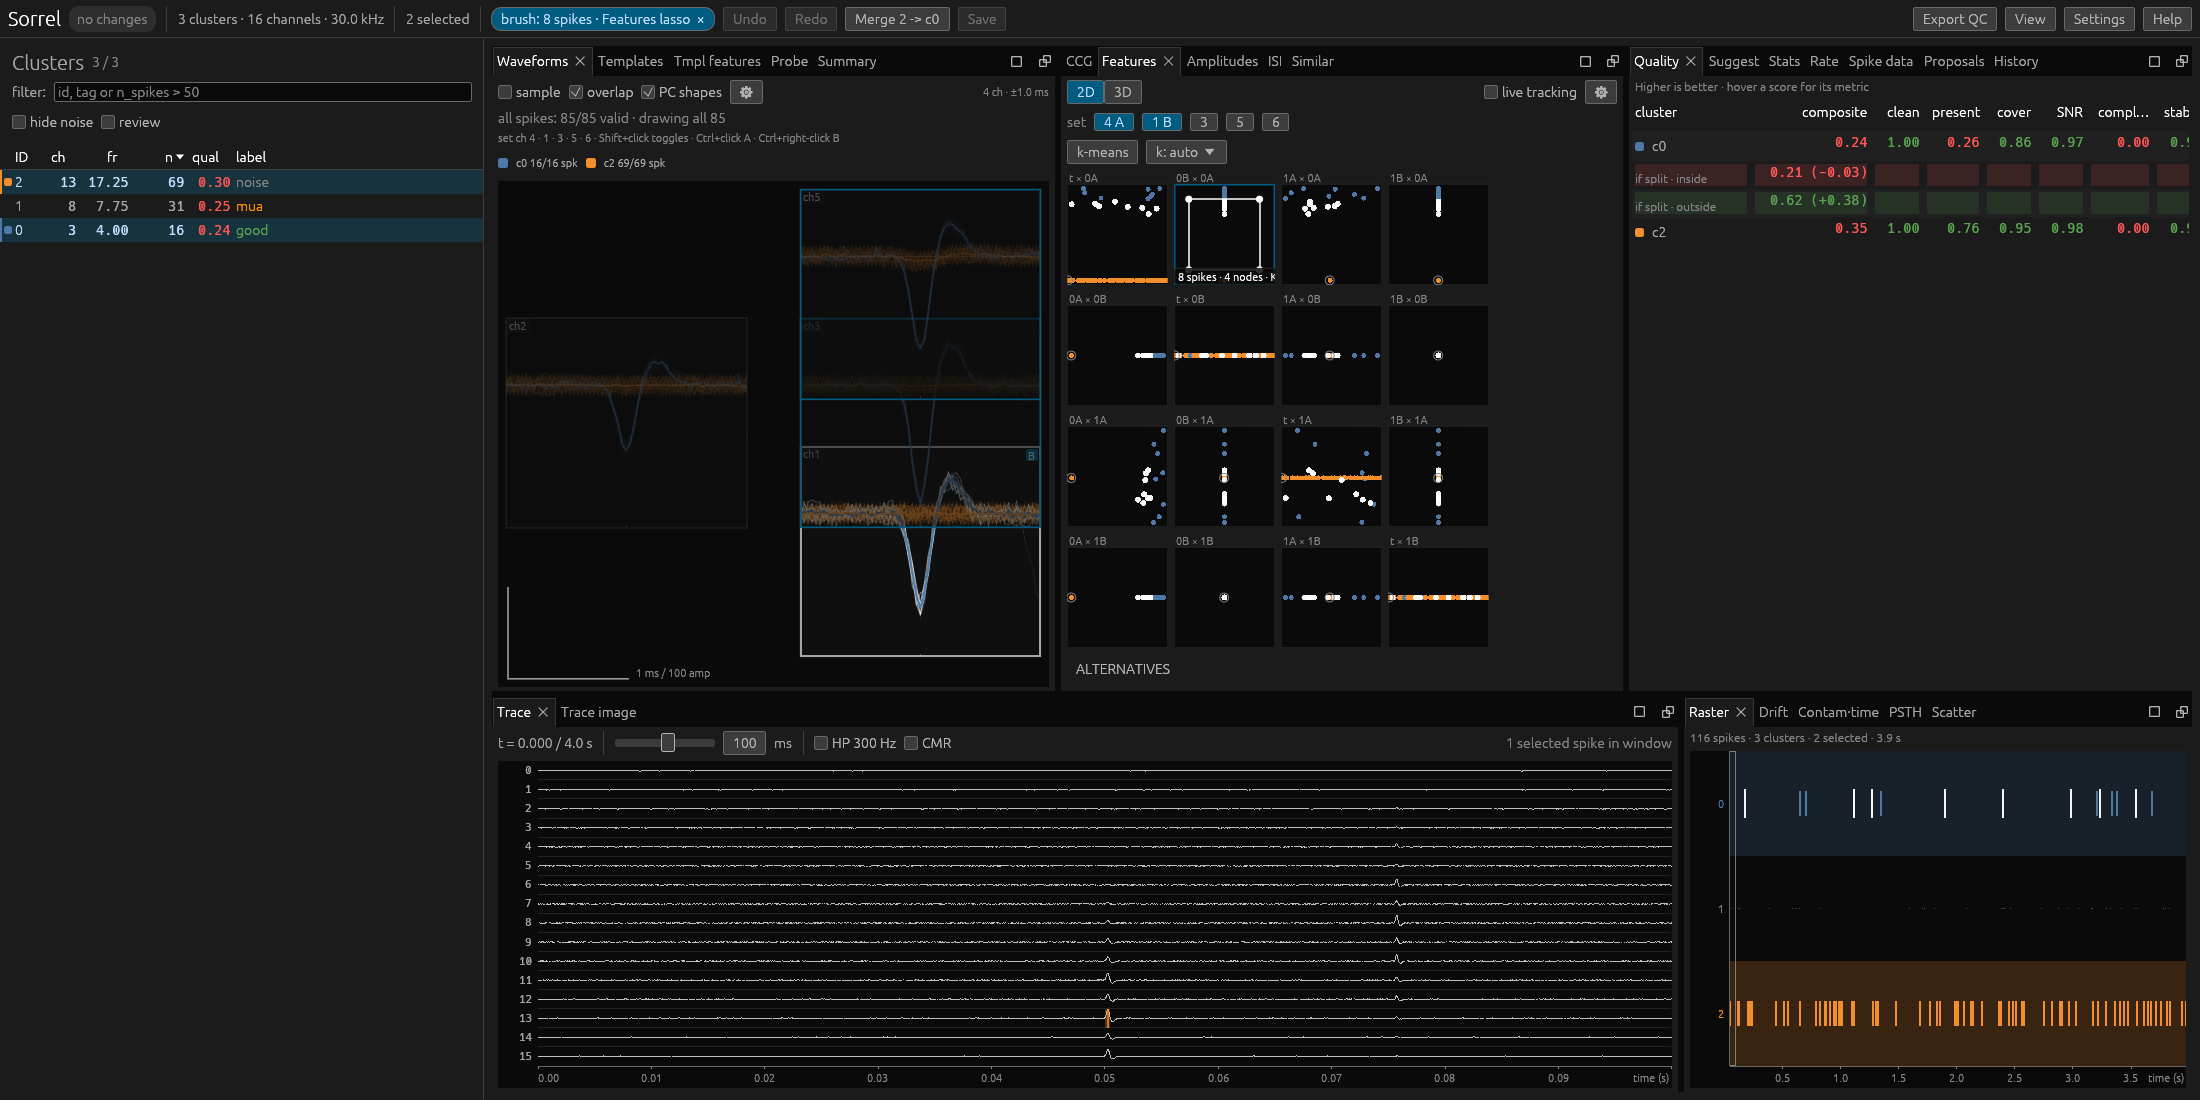 Sorrel no changes 3 clusters · 16 channels · 30.0 kHz 2 selected brush: 8 spikes · Features lasso × Undo Redo Merge 2 -> c0 Save Export QC View Settings Help
Clusters 3 / 3
filter: id, tag or n_spikes > 50
hide noise review
ID ch fr n▼ qual label
2 13 17.25 69 0.30 noise
1 8 7.75 31 0.25 mua
0 3 4.00 16 0.24 good
Waveforms Templates Tmpl features Probe Summary
sample overlap PC shapes 4 ch · ±1.0 ms
all spikes: 85/85 valid · drawing all 85
set ch 4 · 1 · 3 · 5 · 6 · Shift+click toggles · Ctrl+click A · Ctrl+right-click B
c0 16/16 spk c2 69/69 spk
ch5
ch2
ch3
ch1
B
1 ms / 100 amp
CCG Features Amplitudes ISI Similar
2D 3D live tracking
set 4 A 1 B 3 5 6
k-means k: auto
t × 0A 0B × 0A 1A × 0A 1B × 0A
8 spikes · 4 nodes ·
0A × 0B t × 0B 1A × 0B 1B × 0B
0A × 1A 0B × 1A t × 1A 1B × 1A
0A × 1B 0B × 1B 1A × 1B t × 1B
ALTERNATIVES
Quality Suggest Stats Rate Spike data Proposals History
Higher is better · hover a score for its metric
cluster composite clean present cover SNR compl... stab
c0 0.24 1.00 0.26 0.86 0.97 0.00
if split · inside 0.21 (-0.03)
if split · outside 0.62 (+0.38)
c2 0.35 1.00 0.76 0.95 0.98 0.00
Trace Trace image
t = 0.000 / 4.0 s 100 ms HP 300 Hz CMR 1 selected spike in window
0
1
2
3
4
5
6
7
8
9
10
11
12
13
14
15
0.00 0.01 0.02 0.03 0.04 0.05 0.06 0.07 0.08 0.09 time (s)
Raster Drift Contam·time PSTH Scatter
116 spikes · 3 clusters · 2 selected · 3.9 s
0
1
2
0.5 1.0 1.5 2.0 2.5 3.0 3.5 time (s)